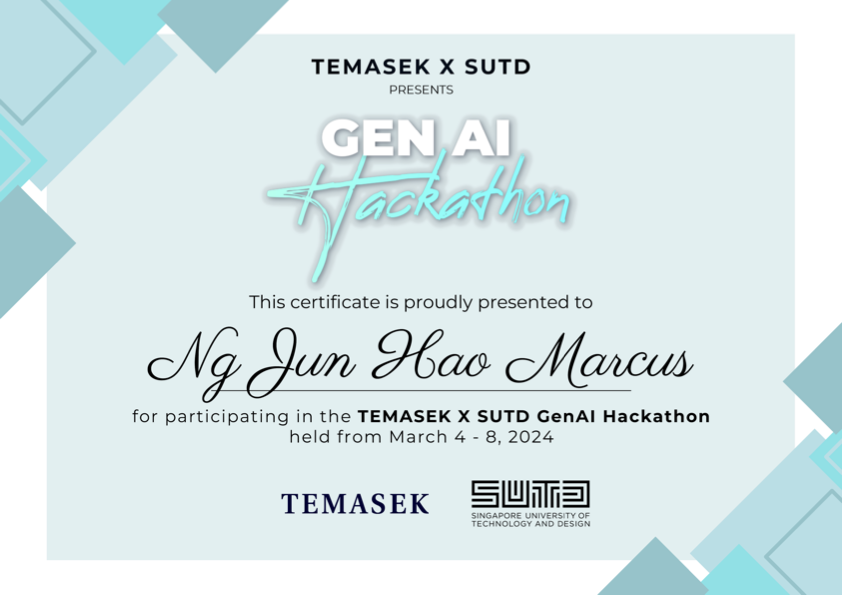 TEMASEK X SUTD
PRESENTS
GEN AI
Hackathon
This certificate is proudly presented to
Ng Jun Hao Marcus
for participating in the TEMASEK X SUTD GenAI Hackathon
held from March 4 - 8, 2024
TEMASEK
SUTD
SINGAPORE UNIVERSITY OF
TECHNOLOGY AND DESIGN